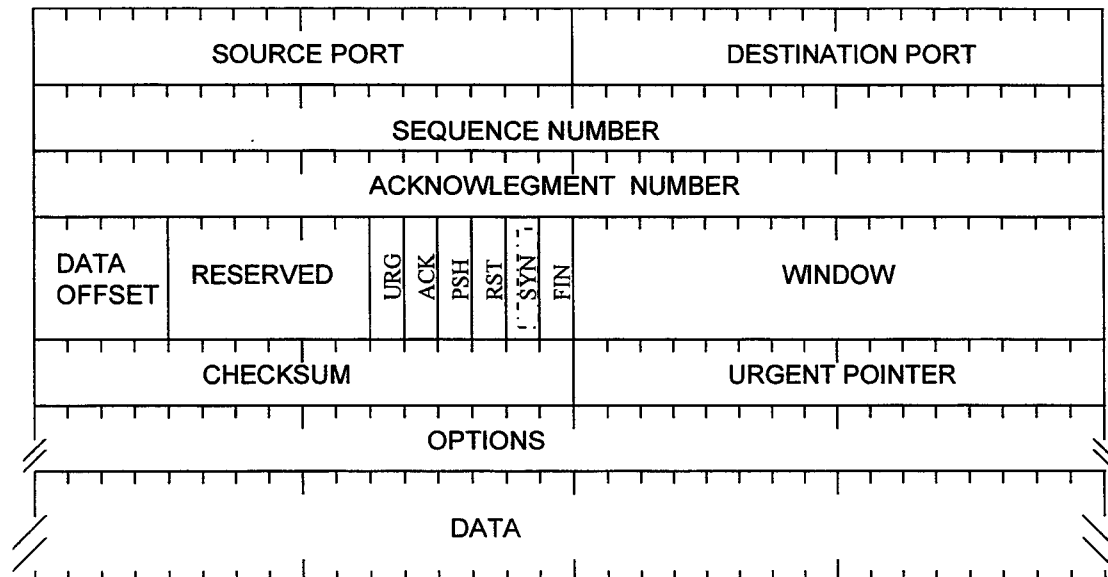 SOURCE PORT
DESTINATION PORT
SEQUENCE NUMBER
ACKNOWLEGMENT NUMBER
DATA
OFFSET
RESERVED
URG
ACK
PSH
RST
SYN
FIN
WINDOW
CHECKSUM
URGENT POINTER
OPTIONS
DATA